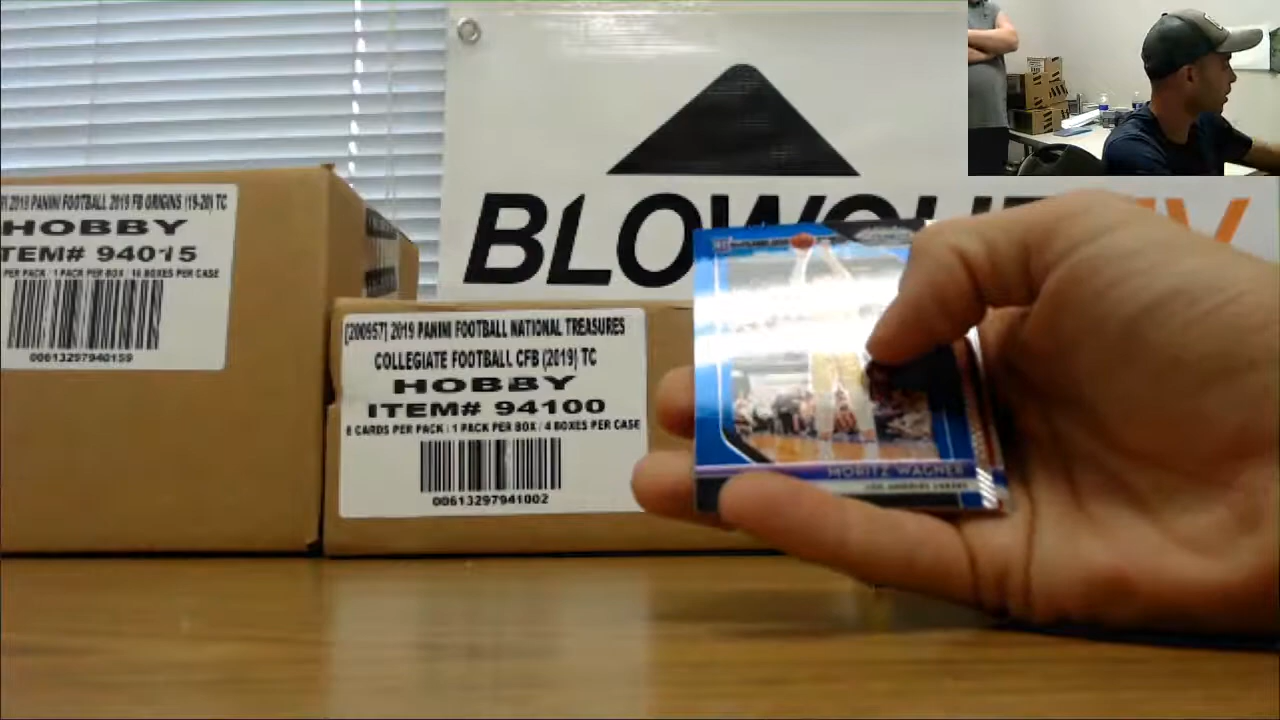 PANINI FOOTBALL 2019 FB ORIGINS (19-20) TC
HOBBY
ITEM# 94015
PER PACK / 1 PACK PER BOX / 16 BOXES PER CASE
00613297940159
[200957] 2019 PANINI FOOTBALL NATIONAL TREASURES
COLLEGIATE FOOTBALL CFB (2019) TC
HOBBY
ITEM# 94100
6 CARDS PER PACK / 1 PACK PER BOX / 4 BOXES PER CASE
00613297941002
MORITZ WAGNER
LOS ANGELES LAKERS